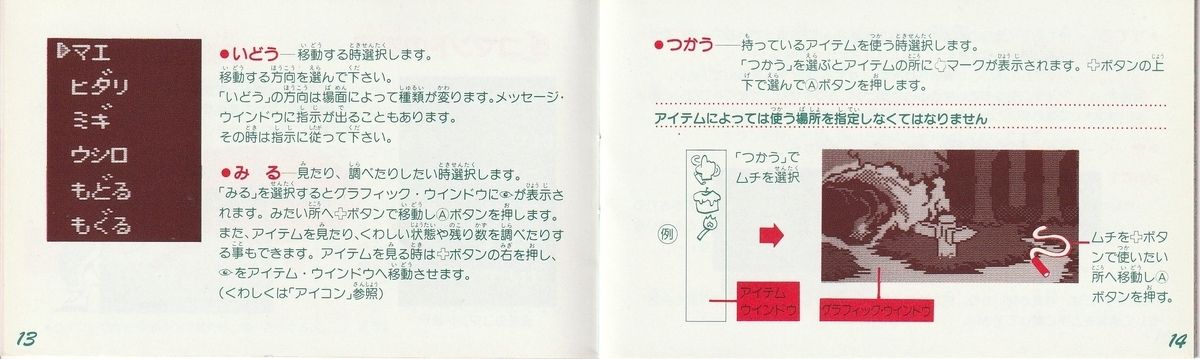 ▷マエ
ヒダリ
ミギ
ウシロ
もどる
もぐる
●いどう──移動する時選択します。
移動する方向を選んで下さい。
「いどう」の方向は場面によって種類が変ります。メッセージ・
ウインドウに指示が出ることもあります。
その時は指示に従って下さい。
●みる──見たり、調べたりしたい時選択します。
「みる」を選択するとグラフィック・ウインドウに👁が表示さ
れます。みたい所へ✚ボタンで移動しⒶボタンを押します。
また、アイテムを見たり、くわしい状態や残り数を調べたりす
る事もできます。アイテムを見る時は✚ボタンの右を押し、
👁をアイテム・ウインドウへ移動させます。
(くわしくは「アイコン」参照)
13
●つかう──持っているアイテムを使う時選択します。
「つかう」を選ぶとアイテムの所に✚マークが表示されます。✚ボタンの上
下で選んでⒶボタンを押します。
アイテムによっては使う場所を指定しなくてはなりません
例
「つかう」で
ムチを選択
アイテム
ウインドウ
グラフィック・ウインドウ
ムチを✚ボタ
ンで使いたい
所へ移動しⒶ
ボタンを押す。
14